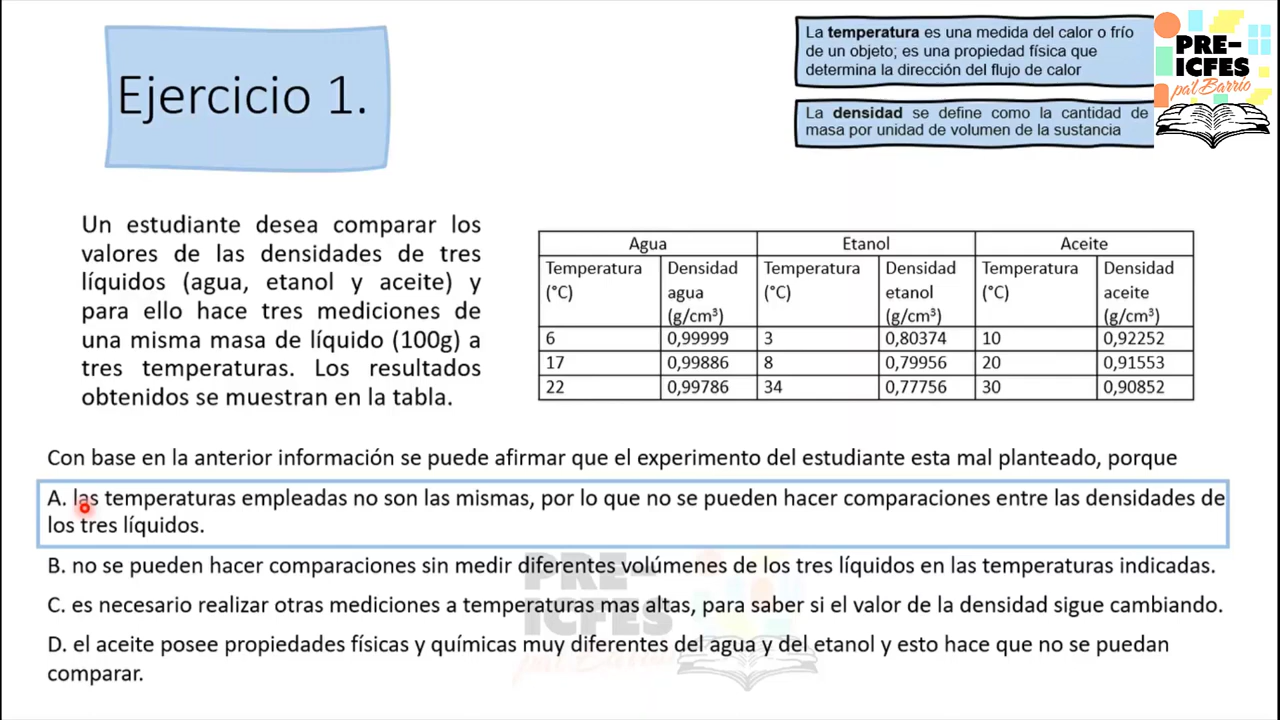 Ejercicio 1.
La temperatura es una medida del calor o frío
de un objeto; es una propiedad física que
determina la dirección del flujo de calor
La densidad se define como la cantidad de
masa por unidad de volumen de la sustancia
PRE-
ICFES
pa'l Barrio
Un estudiante desea comparar los
valores de las densidades de tres
líquidos (agua, etanol y aceite) y
para ello hace tres mediciones de
una misma masa de líquido (100g) a
tres temperaturas. Los resultados
obtenidos se muestran en la tabla.
Agua Etanol Aceite
Temperatura Densidad Temperatura Densidad Temperatura Densidad
(°C) agua (°C) etanol (°C) aceite
(g/cm³) (g/cm³) (g/cm³)
6 0,99999 3 0,80374 10 0,92252
17 0,99886 8 0,79956 20 0,91553
22 0,99786 34 0,77756 30 0,90852
Con base en la anterior información se puede afirmar que el experimento del estudiante esta mal planteado, porque
A. las temperaturas empleadas no son las mismas, por lo que no se pueden hacer comparaciones entre las densidades de
los tres líquidos.
B. no se pueden hacer comparaciones sin medir diferentes volúmenes de los tres líquidos en las temperaturas indicadas.
C. es necesario realizar otras mediciones a temperaturas mas altas, para saber si el valor de la densidad sigue cambiando.
D. el aceite posee propiedades físicas y químicas muy diferentes del agua y del etanol y esto hace que no se puedan
comparar.
PRE-
ICFES
pa'l Barrio